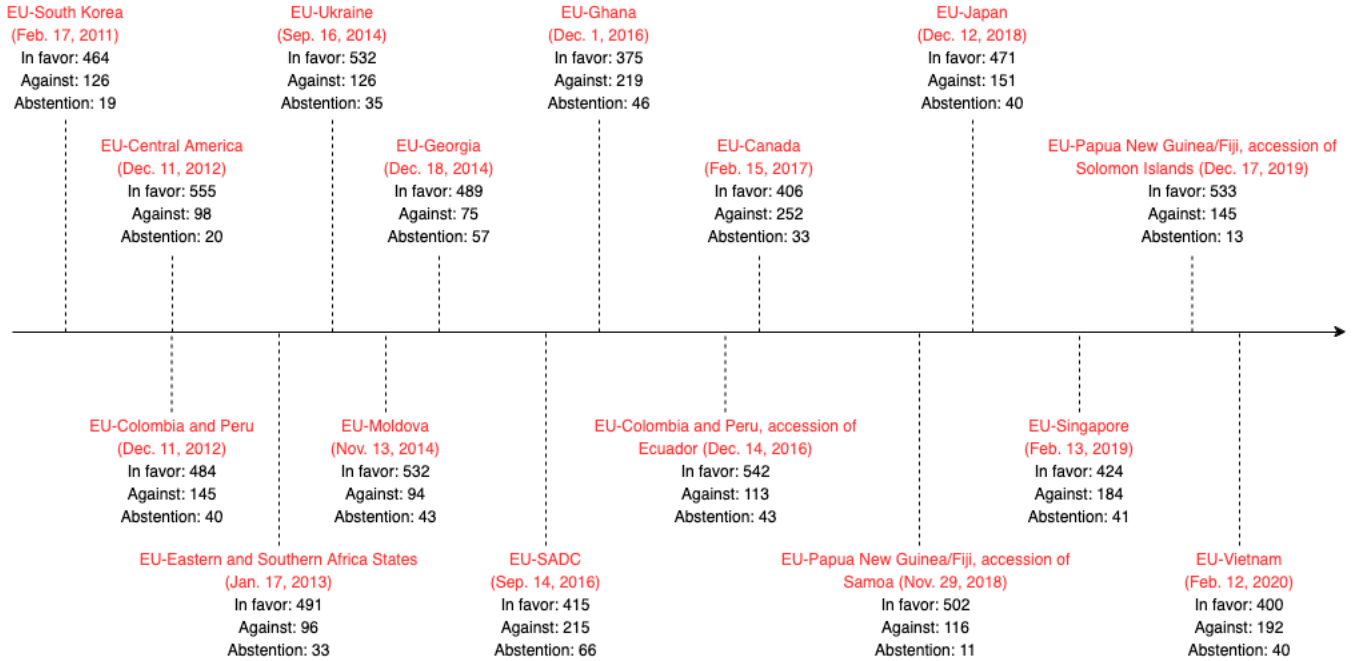 EU-South Korea
(Feb. 17, 2011)
In favor: 464
Against: 126
Abstention: 19
EU-Ukraine
(Sep. 16, 2014)
In favor: 532
Against: 126
Abstention: 35
EU-Ghana
(Dec. 1, 2016)
In favor: 375
Against: 219
Abstention: 46
EU-Japan
(Dec. 12, 2018)
In favor: 471
Against: 151
Abstention: 40
EU-Central America
(Dec. 11, 2012)
In favor: 555
Against: 98
Abstention: 20
EU-Georgia
(Dec. 18, 2014)
In favor: 489
Against: 75
Abstention: 57
EU-Canada
(Feb. 15, 2017)
In favor: 406
Against: 252
Abstention: 33
EU-Papua New Guinea/Fiji, accession of
Solomon Islands (Dec. 17, 2019)
In favor: 533
Against: 145
Abstention: 13
EU-Colombia and Peru
(Dec. 11, 2012)
In favor: 484
Against: 145
Abstention: 40
EU-Moldova
(Nov. 13, 2014)
In favor: 532
Against: 94
Abstention: 43
EU-Colombia and Peru, accession of
Ecuador (Dec. 14, 2016)
In favor: 542
Against: 113
Abstention: 43
EU-Singapore
(Feb. 13, 2019)
In favor: 424
Against: 184
Abstention: 41
EU-Eastern and Southern Africa States
(Jan. 17, 2013)
In favor: 491
Against: 96
Abstention: 33
EU-SADC
(Sep. 14, 2016)
In favor: 415
Against: 215
Abstention: 66
EU-Papua New Guinea/Fiji, accession of
Samoa (Nov. 29, 2018)
In favor: 502
Against: 116
Abstention: 11
EU-Vietnam
(Feb. 12, 2020)
In favor: 400
Against: 192
Abstention: 40